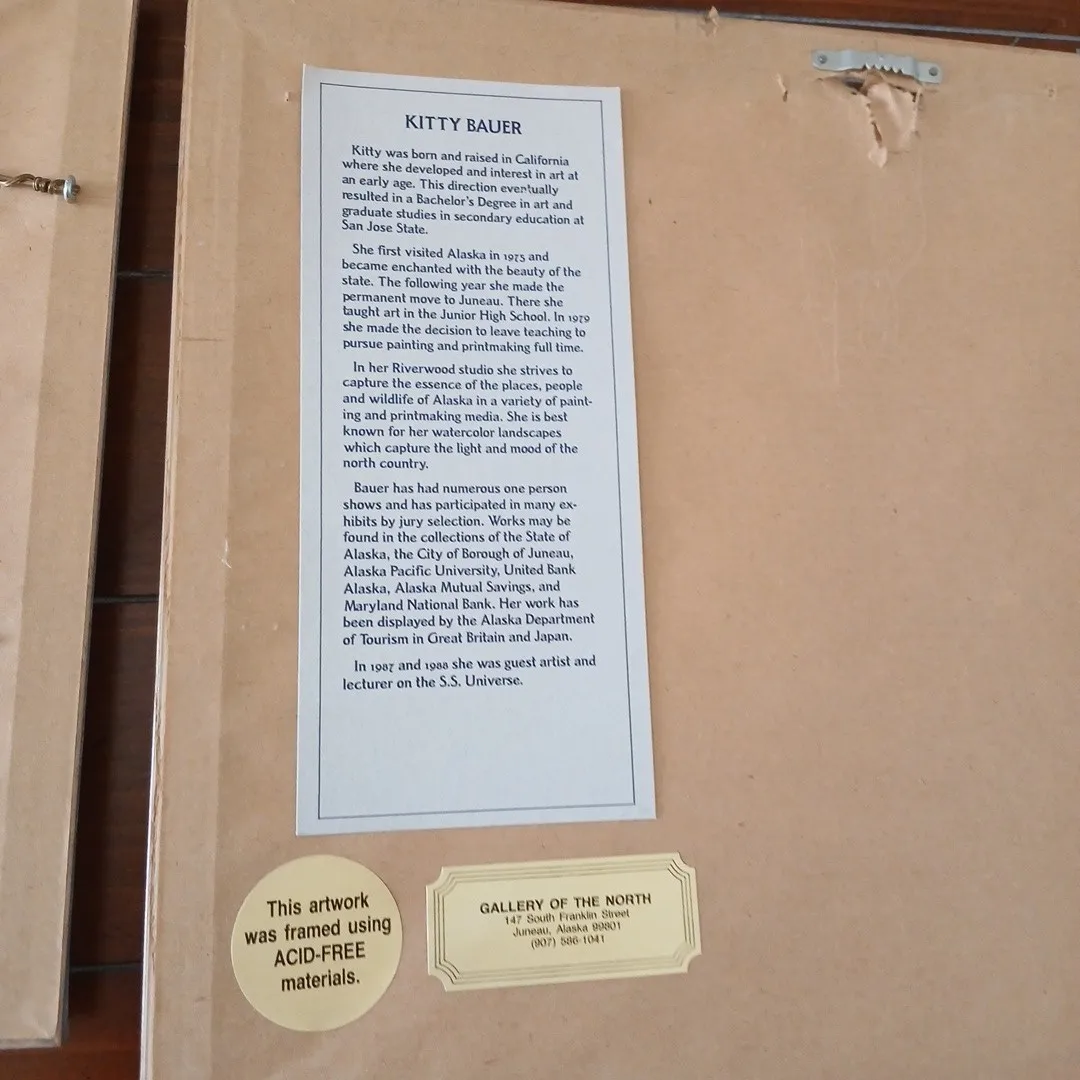 KITTY BAUER
Kitty was born and raised in California
where she developed and interest in art at
an early age. This direction eventually
resulted in a Bachelor's Degree in art and
graduate studies in secondary education at
San Jose State.
She first visited Alaska in 1975 and
became enchanted with the beauty of the
state. The following year she made the
permanent move to Juneau. There she
taught art in the Junior High School. In 1979
she made the decision to leave teaching to
pursue painting and printmaking full time.
In her Riverwood studio she strives to
capture the essence of the places, people
and wildlife of Alaska in a variety of paint-
ing and printmaking media. She is best
known for her watercolor landscapes
which capture the light and mood of the
north country.
Bauer has had numerous one person
shows and has participated in many ex-
hibits by jury selection. Works may be
found in the collections of the State of
Alaska, the City of Borough of Juneau,
Alaska Pacific University, United Bank
Alaska, Alaska Mutual Savings, and
Maryland National Bank. Her work has
been displayed by the Alaska Department
of Tourism in Great Britain and Japan.
In 1987 and 1988 she was guest artist and
lecturer on the S.S. Universe.
This artwork
was framed using
ACID-FREE
materials.
GALLERY OF THE NORTH
147 South Franklin Street
Juneau, Alaska 99801
(907) 586-1041